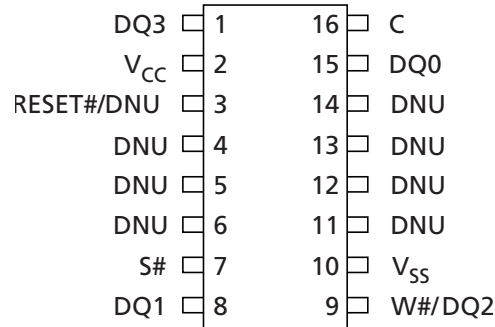 DQ3 1 16 C
VCC 2 15 DQ0
RESET#/DNU 3 14 DNU
DNU 4 13 DNU
DNU 5 12 DNU
DNU 6 11 DNU
S# 7 10 VSS
DQ1 8 9 W#/DQ2